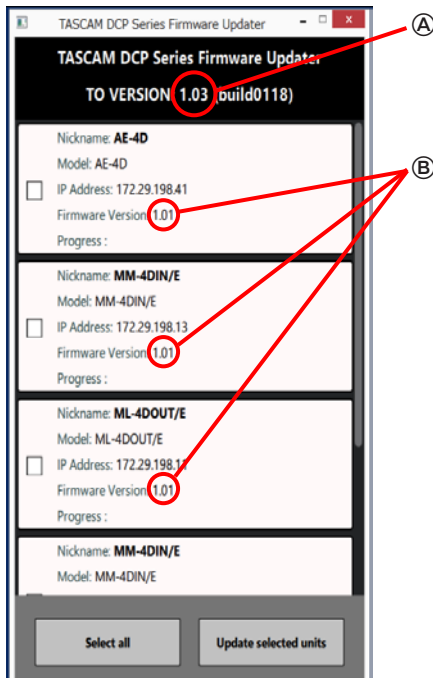 TASCAM DCP Series Firmware Updater
TASCAM DCP Series Firmware Updater
TO VERSION 1.03 (build0118)
A
Nickname: AE-4D
Model: AE-4D
IP Address: 172.29.198.41
Firmware Version 1.01
Progress :
B
Nickname: MM-4DIN/E
Model: MM-4DIN/E
IP Address: 172.29.198.13
Firmware Version 1.01
Progress :
Nickname: ML-4DOUT/E
Model: ML-4DOUT/E
IP Address:
Firmware Version 1.01
Progress :
Nickname: MM-4DIN/E
Model: MM-4DIN/E
Select all
Update selected units